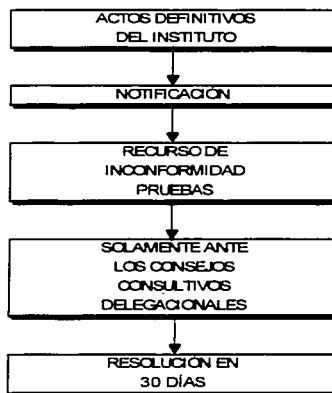 ACTOS DEFINITIVOS
DEL INSTITUTO
NOTIFICACIÓN
RECURSO DE
INCONFORMIDAD
PRUEBAS
SOLAMENTE ANTE
LOS CONSEJOS
CONSULTIVOS
DELEGACIONALES
RESOLUCIÓN EN
30 DÍAS